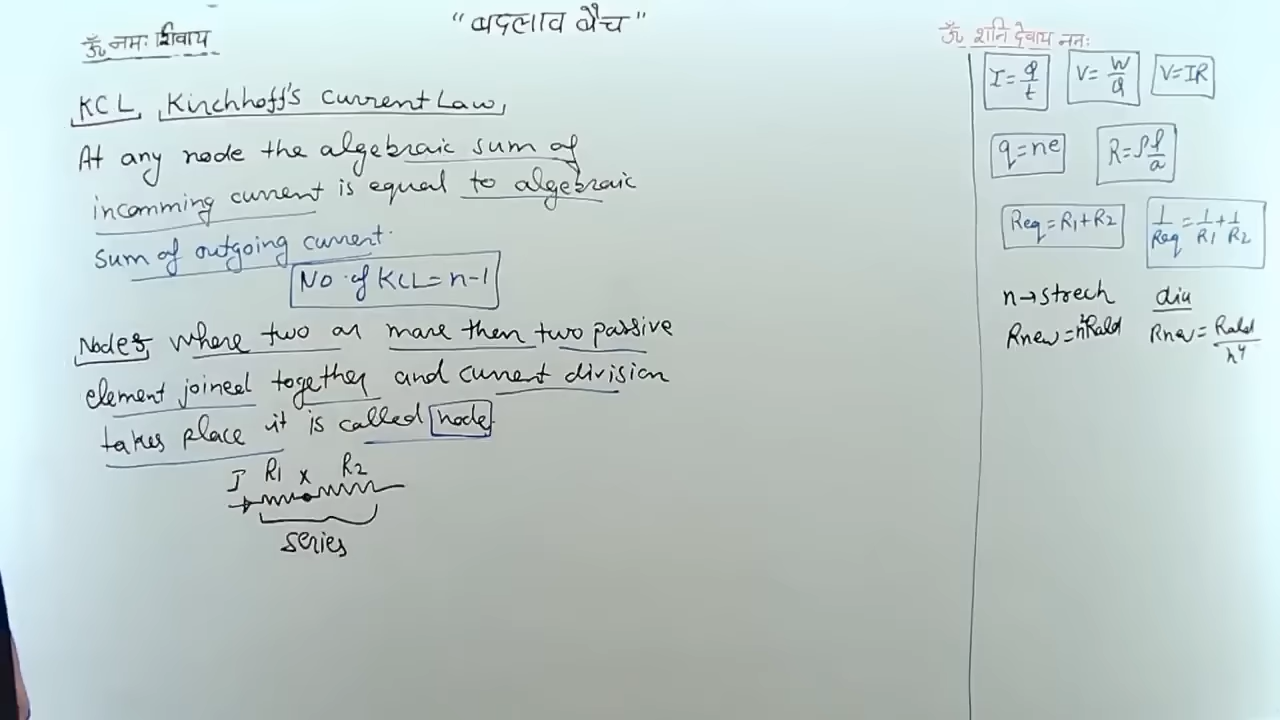 ॐ नमः शिवाय
"बदलाव बैच"
KCL, Kirchhoff's Current Law,
At any node the algebraic sum of
incomming current is equal to algebraic
sum of outgoing current.
No of KCL = n-1
Nodes where two or more then two passive
element joined together and current division
takes place it is called node.
I R1 x R2
series
ॐ शनि देवाय नमः
I = q/t V = W/Q V = IR
q = ne R = ρl/a
Req = R1 + R2 1/Req = 1/R1 + 1/R2
n → strech dia
Rnew = n²Rold Rnew = Rold/n⁴